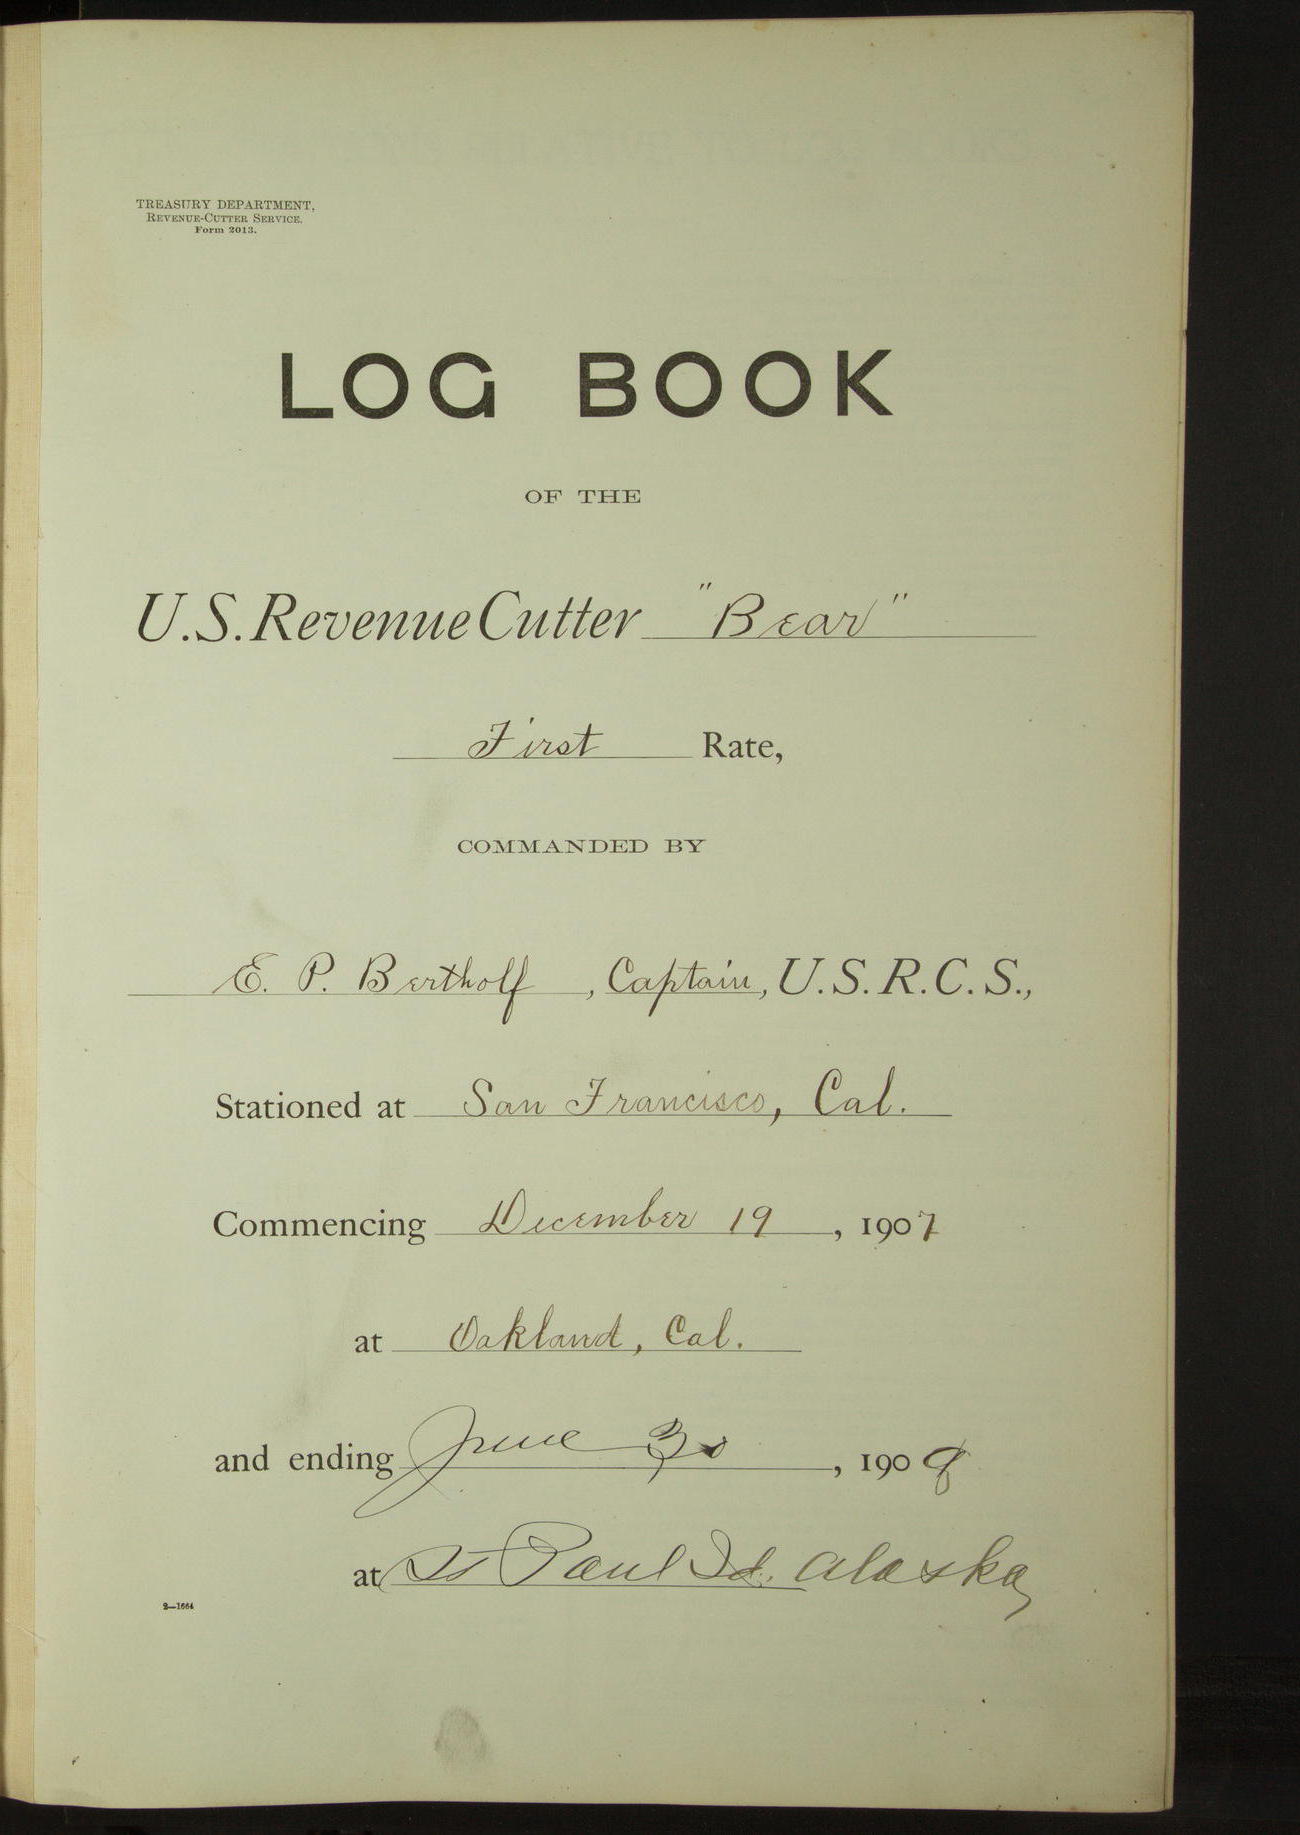 TREASURY DEPARTMENT,
REVENUE-CUTTER SERVICE.
Form 2013.
LOG BOOK
OF THE
U.S. Revenue Cutter "Bear"
First Rate,
COMMANDED BY
E. P. Bertholf, Captain, U.S.R.C.S.,
Stationed at San Francisco, Cal.
Commencing December 19, 1907
at Oakland, Cal.
and ending June 30, 1908
at St Paul Id. Alaska
2—1664